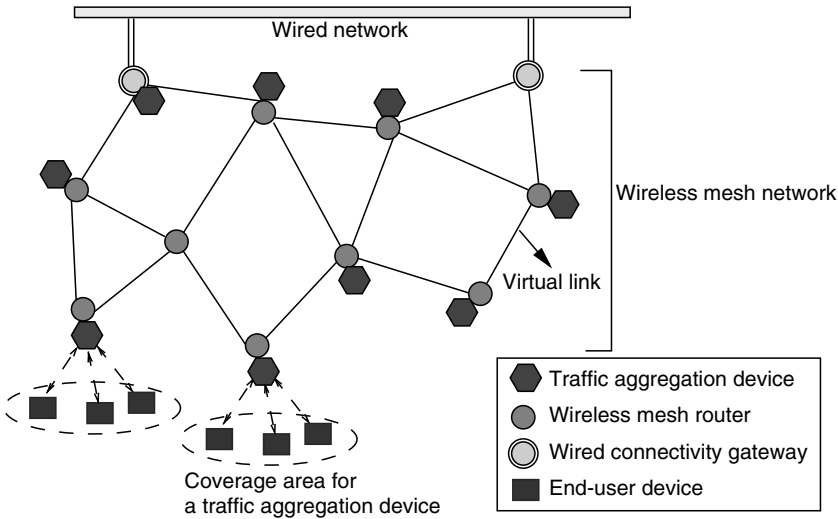 Wired network
Wireless mesh network
Virtual link
Traffic aggregation device
Wireless mesh router
Wired connectivity gateway
End-user device
Coverage area for
a traffic aggregation device